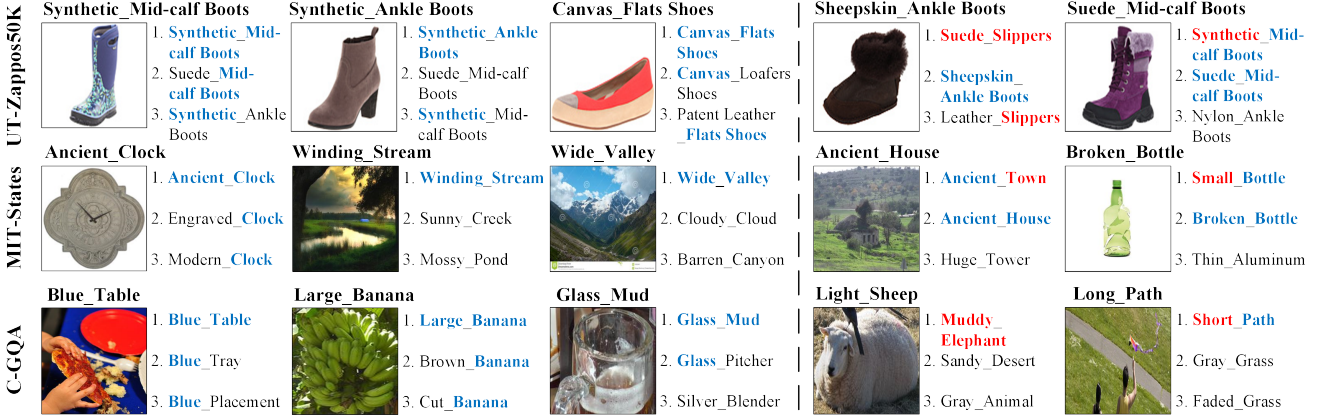 UT-Zappos50K
Synthetic_Mid-calf Boots
1. Synthetic_Mid-
calf Boots
2. Suede_Mid-
calf Boots
3. Synthetic_Ankle
Boots
Synthetic_Ankle Boots
1. Synthetic_Ankle
Boots
2. Suede_Mid-calf
Boots
3. Synthetic_Mid-
calf Boots
Canvas_Flats Shoes
1. Canvas_Flats
Shoes
2. Canvas_Loafers
Shoes
3. Patent Leather
_Flats Shoes
Sheepskin_Ankle Boots
1. Suede_Slippers
2. Sheepskin_
Ankle Boots
3. Leather_Slippers
Suede_Mid-calf Boots
1. Synthetic_Mid-
calf Boots
2. Suede_Mid-
calf Boots
3. Nylon_Ankle
Boots
MIT-States
Ancient_Clock
1. Ancient_Clock
2. Engraved_Clock
3. Modern_Clock
Winding_Stream
1. Winding_Stream
2. Sunny_Creek
3. Mossy_Pond
Wide_Valley
1. Wide_Valley
2. Cloudy_Cloud
3. Barren_Canyon
Ancient_House
1. Ancient_Town
2. Ancient_House
3. Huge_Tower
Broken_Bottle
1. Small_Bottle
2. Broken_Bottle
3. Thin_Aluminum
C-GQA
Blue_Table
1. Blue_Table
2. Blue_Tray
3. Blue_Placement
Large_Banana
1. Large_Banana
2. Brown_Banana
3. Cut_Banana
Glass_Mud
1. Glass_Mud
2. Glass_Pitcher
3. Silver_Blender
Light_Sheep
1. Muddy_
Elephant
2. Sandy_Desert
3. Gray_Animal
Long_Path
1. Short_Path
2. Gray_Grass
3. Faded_Grass